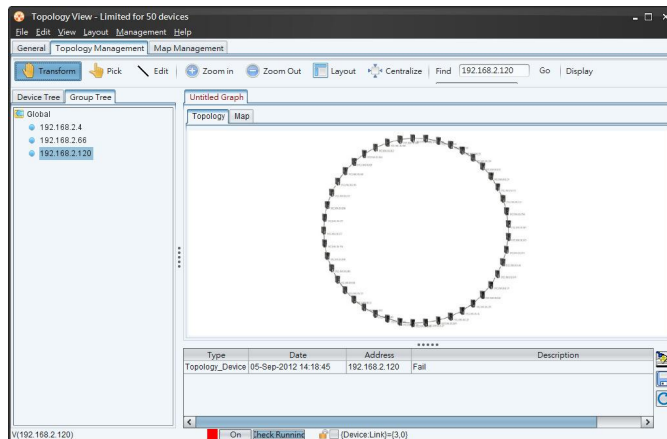 Topology View - Limited for 50 devices
File Edit View Layout Management Help
General Topology Management Map Management
Transform Pick Edit Zoom in Zoom Out Layout Centralize Find 192.168.2.120 Go Display
Device Tree Group Tree
Untitled Graph
Global
192.168.2.4
192.168.2.66
192.168.2.120
Topology Map
Type Date Address Description
Topology_Device 05-Sep-2012 14:18:45 192.168.2.120 Fail
V(192.168.2.120) On Check Running {Device:Link}={3,0}